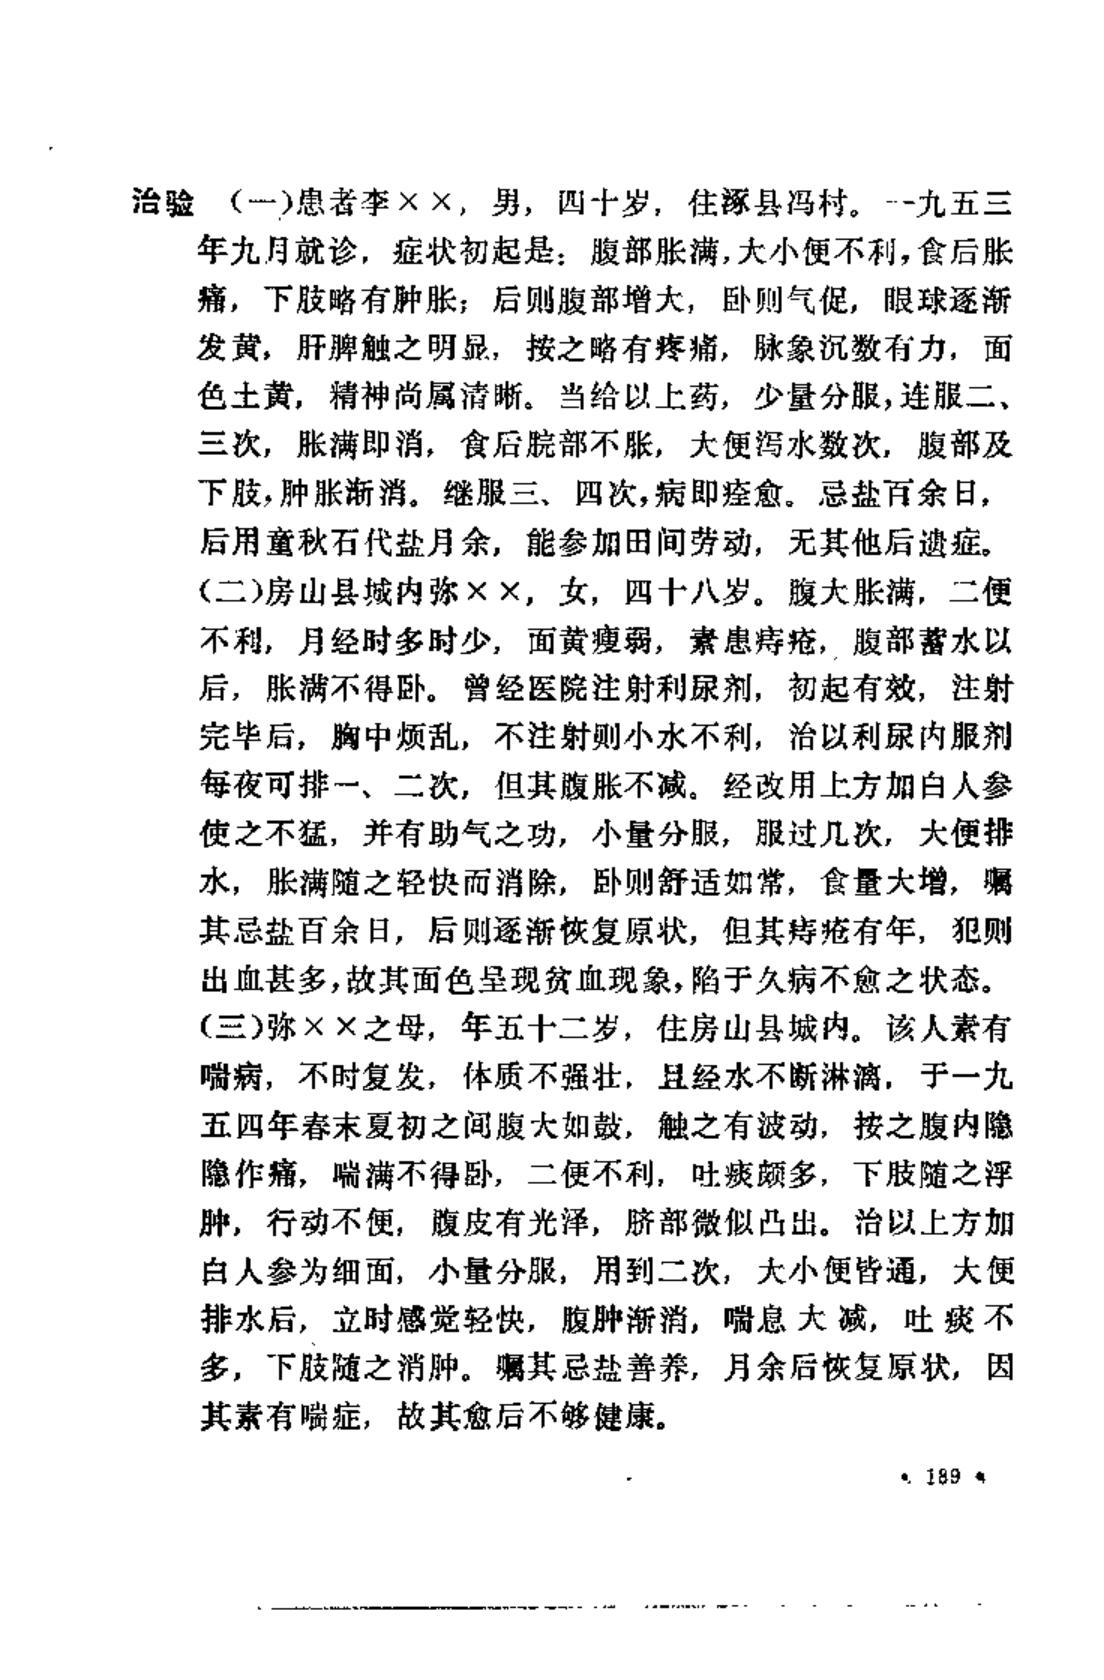 治验 (一)患者李××，男，四十岁，住涿县冯村。一九五三
年九月就诊，症状初起是：腹部胀满，大小便不利，食后胀
痛，下肢略有肿胀；后则腹部增大，卧则气促，眼球逐渐
发黄，肝脾触之明显，按之略有疼痛，脉象沉数有力，面
色土黄，精神尚属清晰。当给以上药，少量分服，连服二、
三次，胀满即消，食后脘部不胀，大便泻水数次，腹部及
下肢，肿胀渐消。继服三、四次，病即痊愈。忌盐百余日，
后用童秋石代盐月余，能参加田间劳动，无其他后遗症。
(二)房山县城内弥××，女，四十八岁。腹大胀满，二便
不利，月经时多时少，面黄瘦弱，素患痔疮，腹部蓄水以
后，胀满不得卧。曾经医院注射利尿剂，初起有效，注射
完毕后，胸中烦乱，不注射则小水不利，治以利尿内服剂
每夜可排一、二次，但其腹胀不减。经改用上方加白人参
使之不猛，并有助气之功，小量分服，服过几次，大便排
水，胀满随之轻快而消除，卧则舒适如常，食量大增，嘱
其忌盐百余日，后则逐渐恢复原状，但其痔疮有年，犯则
出血甚多，故其面色呈现贫血现象，陷于久病不愈之状态。
(三)弥××之母，年五十二岁，住房山县城内。该人素有
喘病，不时复发，体质不强壮，且经水不断淋漓，于一九
五四年春末夏初之间腹大如鼓，触之有波动，按之腹内隐
隐作痛，喘满不得卧，二便不利，吐痰颇多，下肢随之浮
肿，行动不便，腹皮有光泽，脐部微似凸出。治以上方加
白人参为细面，小量分服，用到二次，大小便皆通，大便
排水后，立时感觉轻快，腹肿渐消，喘息大减，吐痰不
多，下肢随之消肿。嘱其忌盐善养，月余后恢复原状，因
其素有喘症，故其愈后不够健康。
• 189 •